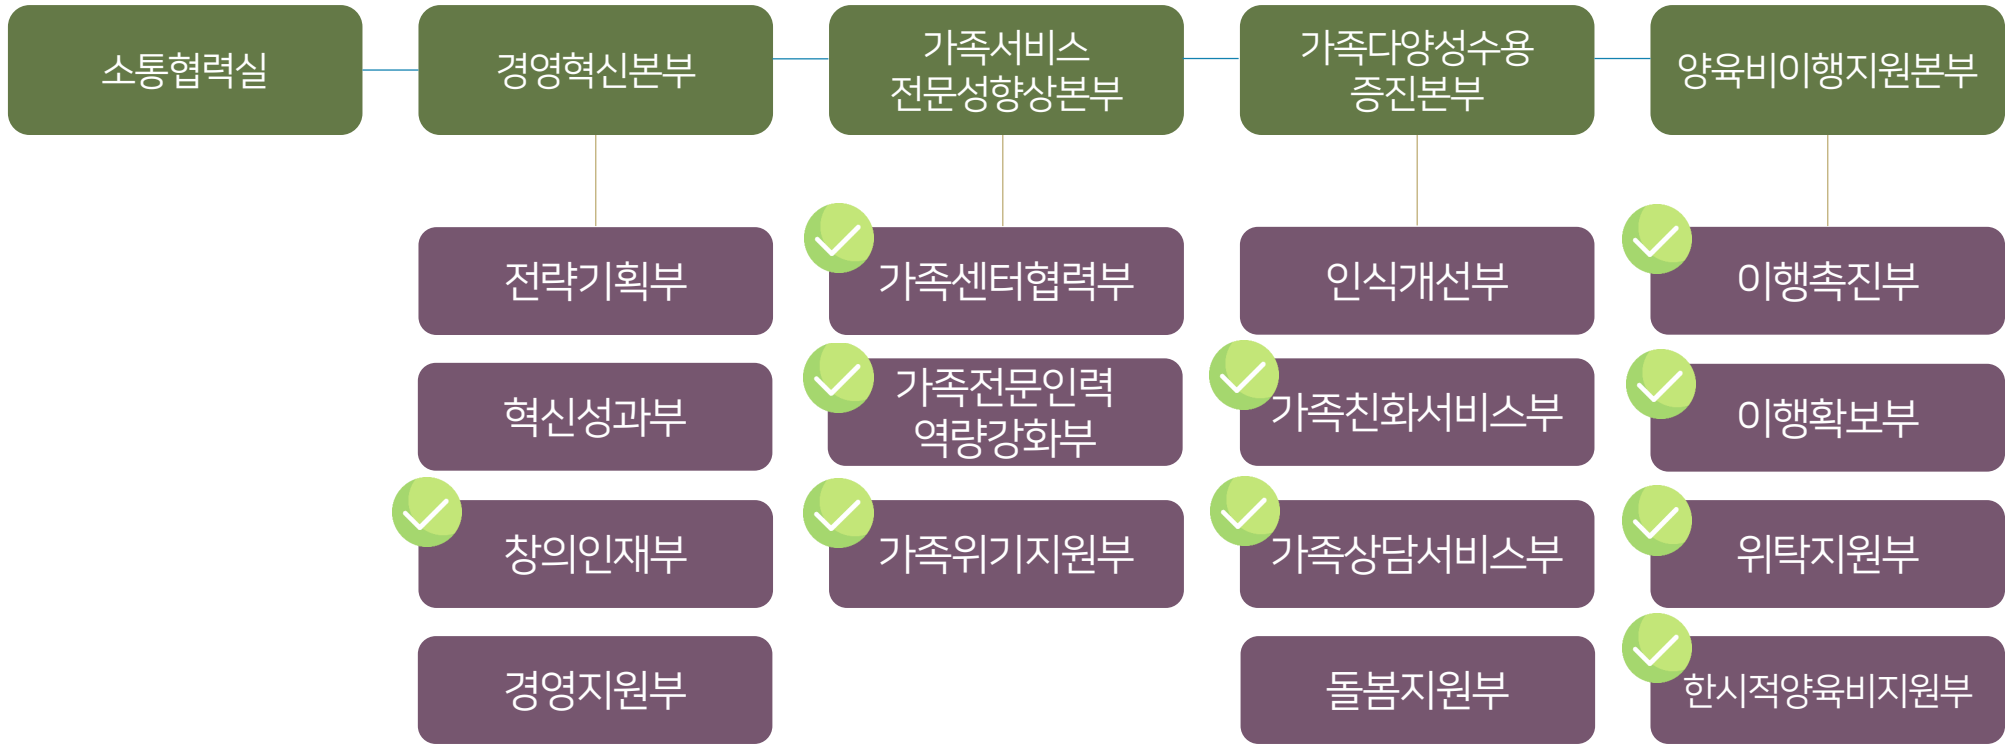 소통협력실
경영혁신본부
가족서비스
전문성향상본부
가족다양성수용
증진본부
양육비이행지원본부
전략기획부
혁신성과부
창의인재부
경영지원부
가족센터협력부
가족전문인력
역량강화부
가족위기지원부
인식개선부
가족친화서비스부
가족상담서비스부
돌봄지원부
이행촉진부
이행확보부
위탁지원부
한시적양육비지원부